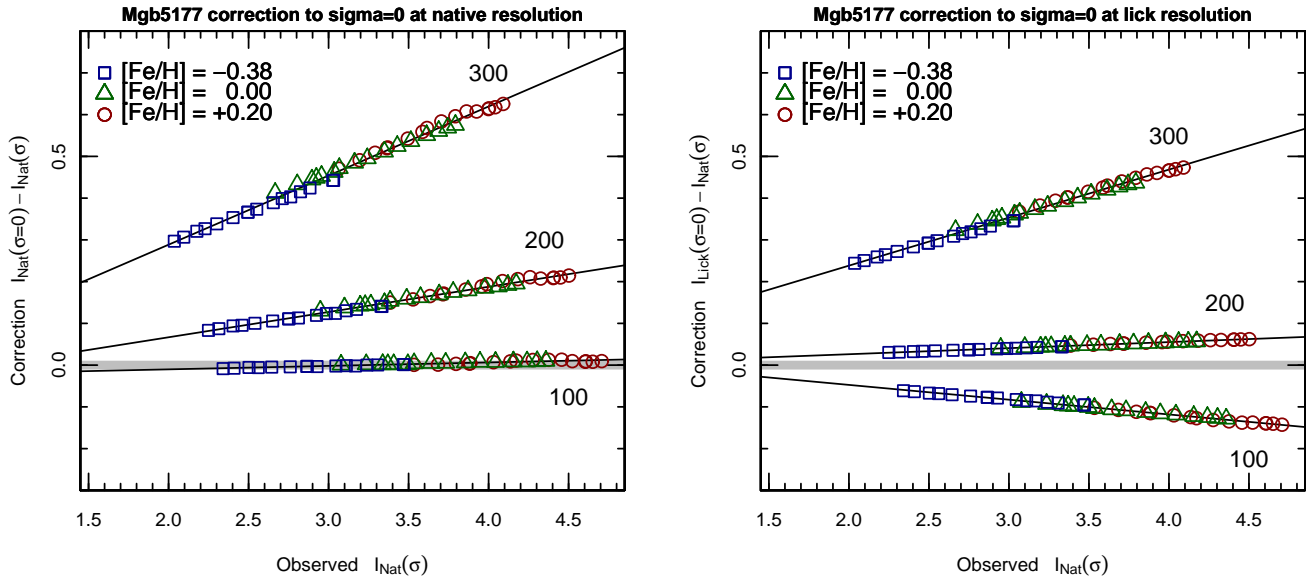 Mgb5177 correction to sigma=0 at native resolution
[Fe/H] = −0.38
[Fe/H] = 0.00
[Fe/H] = +0.20
300
200
100
0.5
0.0
Correction I_Nat(σ=0) − I_Nat(σ)
1.5 2.0 2.5 3.0 3.5 4.0 4.5
Observed I_Nat(σ)
Mgb5177 correction to sigma=0 at lick resolution
[Fe/H] = −0.38
[Fe/H] = 0.00
[Fe/H] = +0.20
300
200
100
0.5
0.0
Correction I_Lick(σ=0) − I_Nat(σ)
1.5 2.0 2.5 3.0 3.5 4.0 4.5
Observed I_Nat(σ)